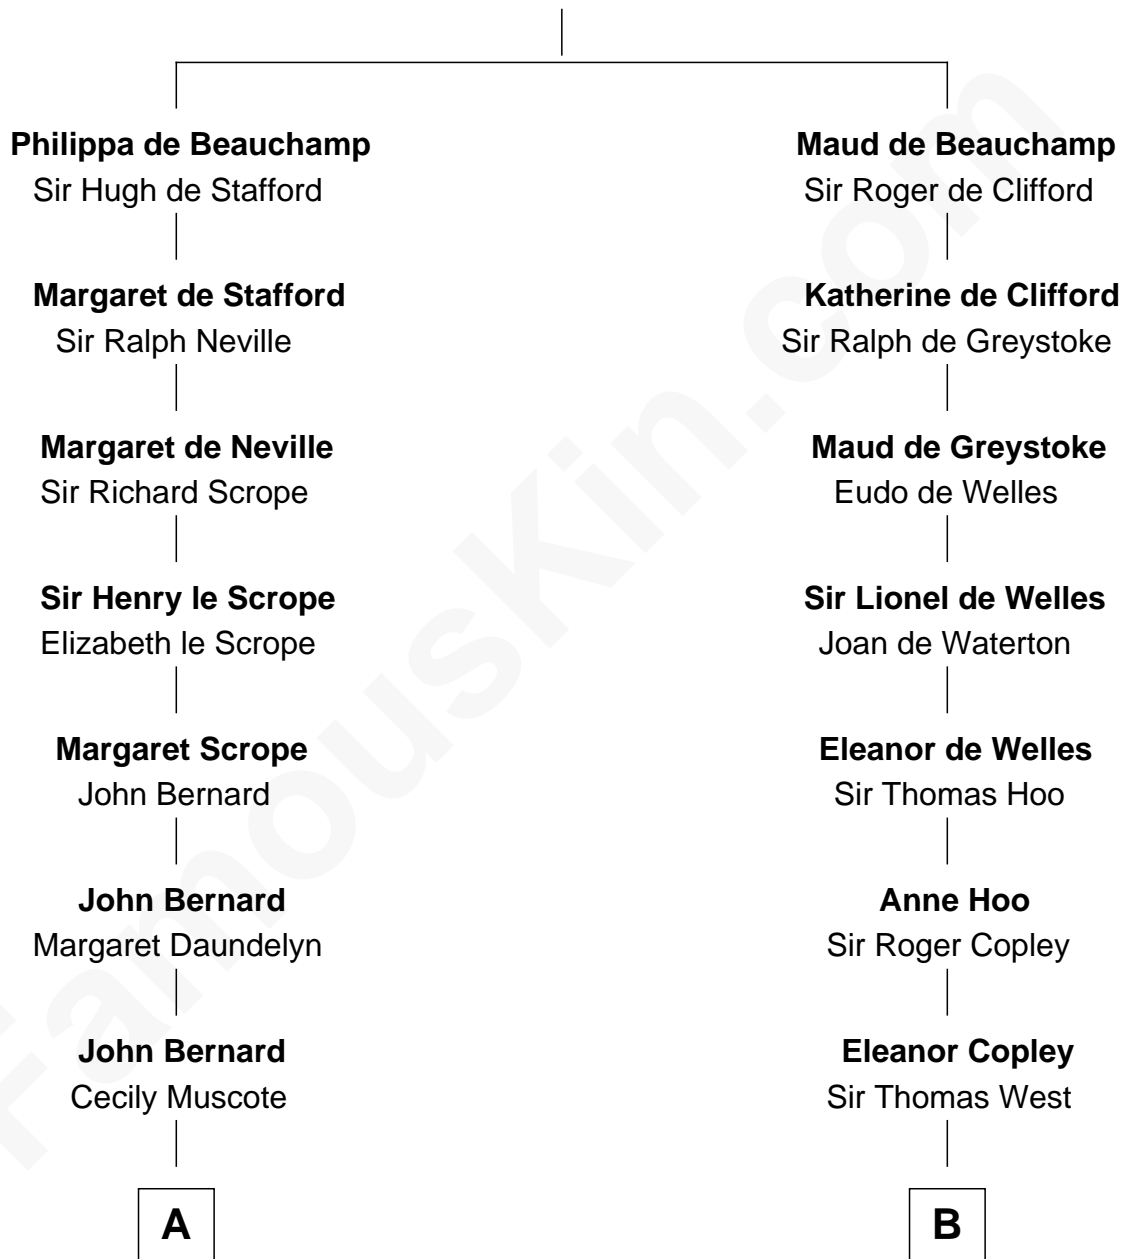 Philippa de Beauchamp
Sir Hugh de Stafford
Margaret de Stafford
Sir Ralph Neville
Margaret de Neville
Sir Richard Scrope
Sir Henry le Scrope
Elizabeth le Scrope
Margaret Scrope
John Bernard
John Bernard
Margaret Daundelyn
John Bernard
Cecily Muscote
A
Maud de Beauchamp
Sir Roger de Clifford
Katherine de Clifford
Sir Ralph de Greystoke
Maud de Greystoke
Eudo de Welles
Sir Lionel de Welles
Joan de Waterton
Eleanor de Welles
Sir Thomas Hoo
Anne Hoo
Sir Roger Copley
Eleanor Copley
Sir Thomas West
B
FamousKin.com